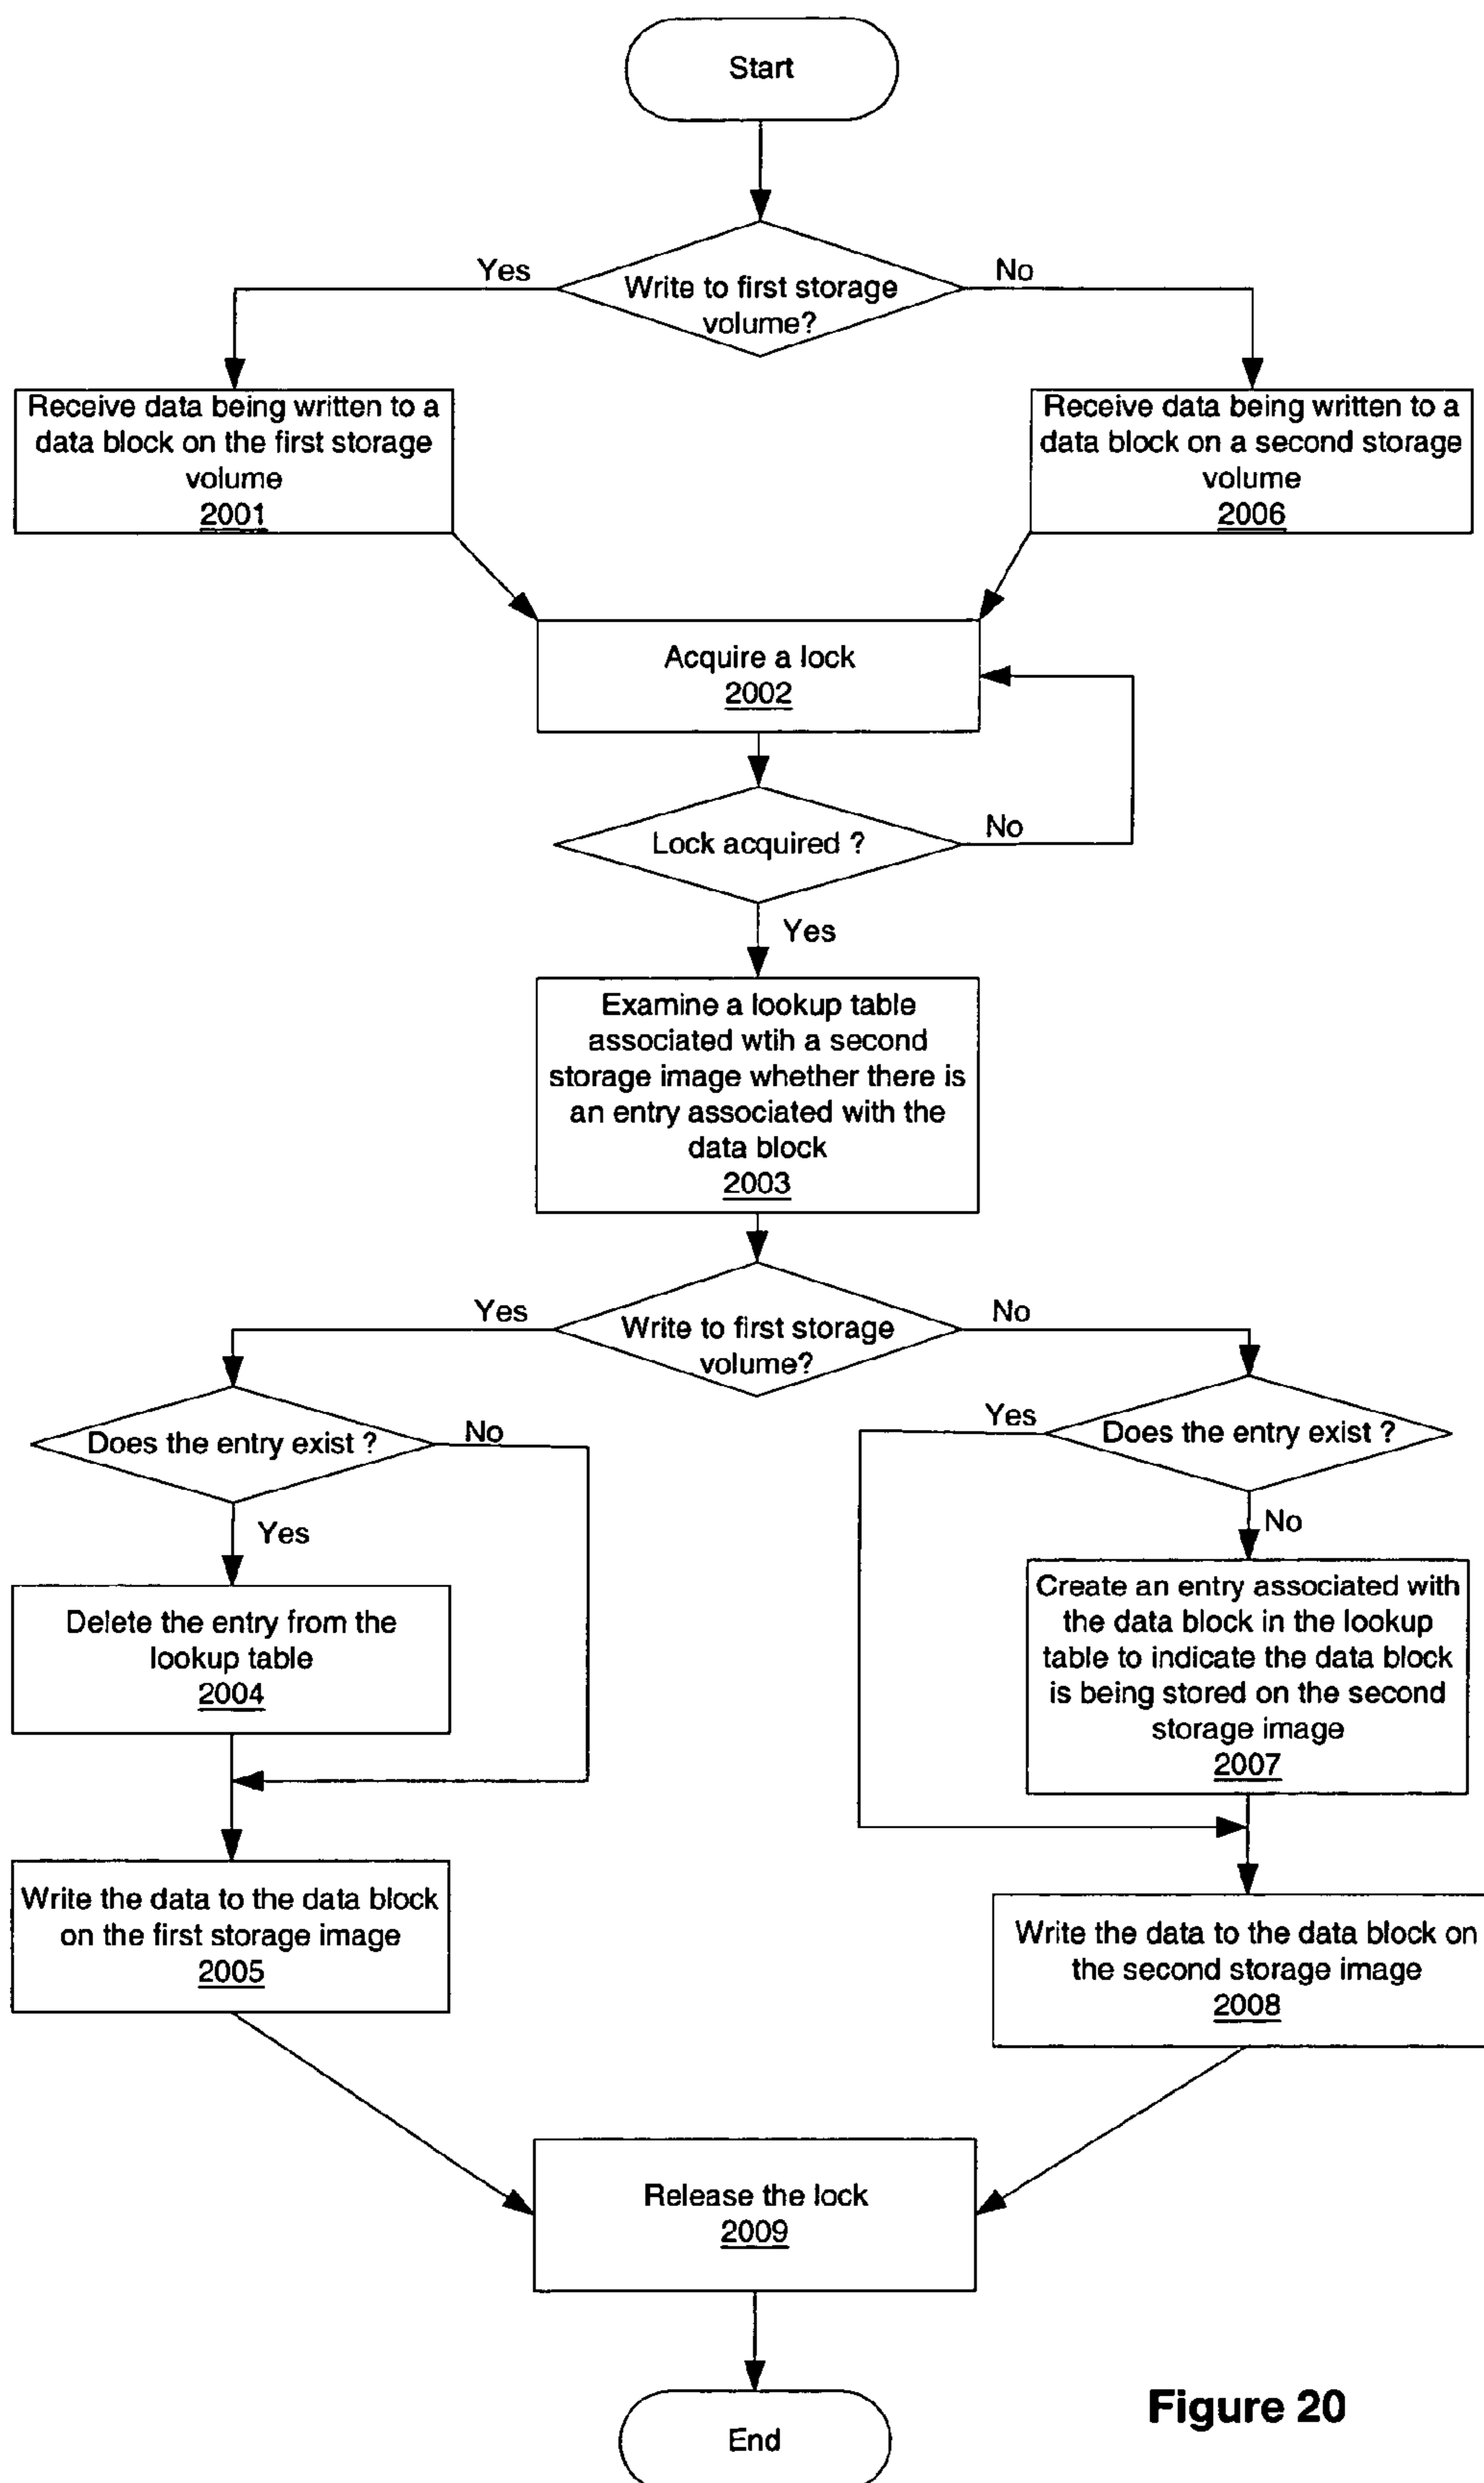 Start
Write to first storage
volume?
Yes
No
Receive data being written to a
data block on the first storage
volume
2001
Receive data being written to a
data block on a second storage
volume
2006
Acquire a lock
2002
Lock acquired ?
No
Yes
Examine a lookup table
associated wtih a second
storage image whether there is
an entry associated with the
data block
2003
Write to first storage
volume?
Yes
No
Does the entry exist ?
No
Yes
Delete the entry from the
lookup table
2004
Write the data to the data block
on the first storage image
2005
Does the entry exist ?
Yes
No
Create an entry associated with
the data block in the lookup
table to indicate the data block
is being stored on the second
storage image
2007
Write the data to the data block on
the second storage image
2008
Release the lock
2009
End
Figure 20